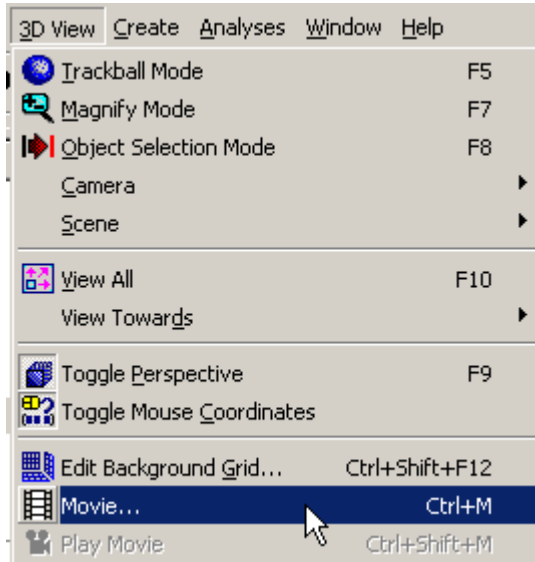 3D View Create Analyses Window Help
Trackball Mode F5
Magnify Mode F7
Object Selection Mode F8
Camera
Scene
View All F10
View Towards
Toggle Perspective F9
Toggle Mouse Coordinates
Edit Background Grid... Ctrl+Shift+F12
Movie... Ctrl+M
Play Movie Ctrl+Shift+M